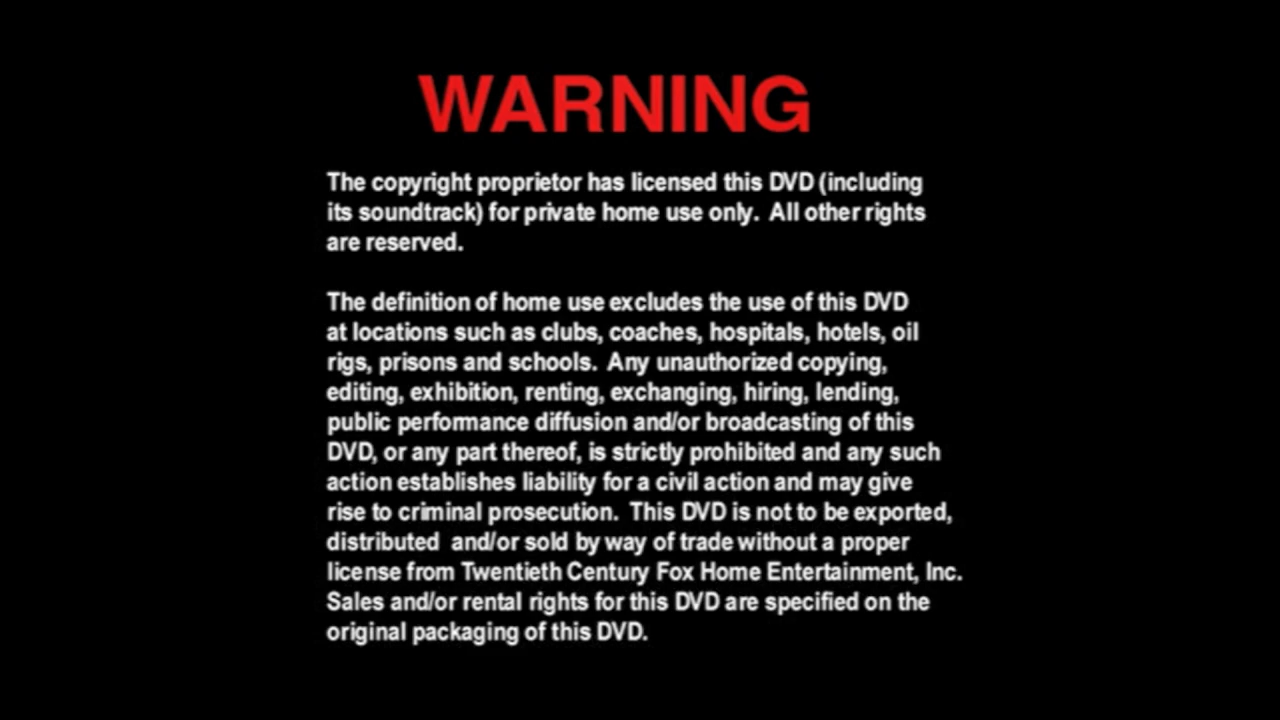 WARNING
The copyright proprietor has licensed this DVD (including
its soundtrack) for private home use only.  All other rights
are reserved.
The definition of home use excludes the use of this DVD
at locations such as clubs, coaches, hospitals, hotels, oil
rigs, prisons and schools.  Any unauthorized copying,
editing, exhibition, renting, exchanging, hiring, lending,
public performance diffusion and/or broadcasting of this
DVD, or any part thereof, is strictly prohibited and any such
action establishes liability for a civil action and may give
rise to criminal prosecution.  This DVD is not to be exported,
distributed  and/or sold by way of trade without a proper
license from Twentieth Century Fox Home Entertainment, Inc.
Sales and/or rental rights for this DVD are specified on the
original packaging of this DVD.